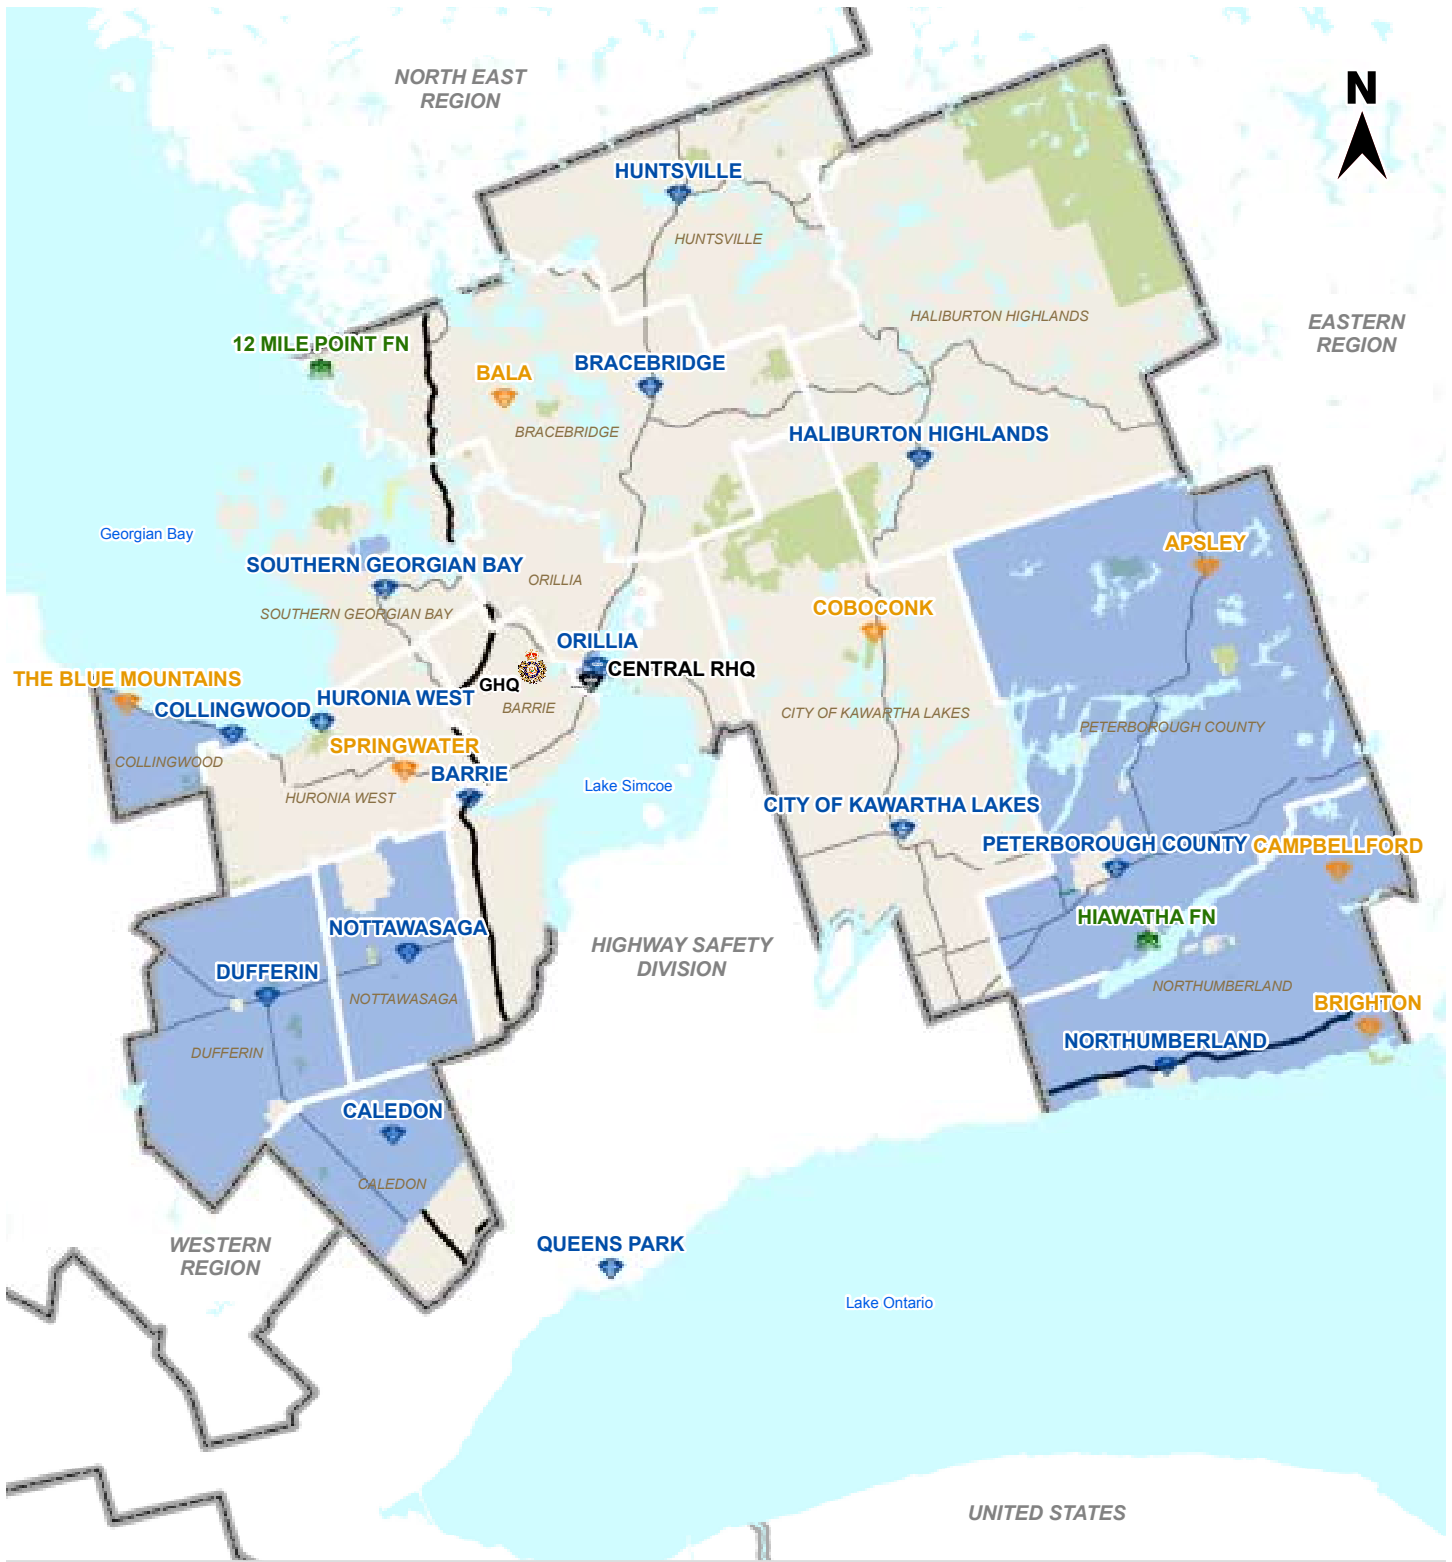 NORTH EAST
REGION
N
HUNTSVILLE
HUNTSVILLE
HALIBURTON HIGHLANDS
EASTERN
REGION
12 MILE POINT FN
BALA
BRACEBRIDGE
BRACEBRIDGE
HALIBURTON HIGHLANDS
Georgian Bay
APSLEY
SOUTHERN GEORGIAN BAY
ORILLIA
SOUTHERN GEORGIAN BAY
COBOCONK
ORILLIA
CENTRAL RHQ
THE BLUE MOUNTAINS
GHQ
HURONIA WEST
COLLINGWOOD
BARRIE
CITY OF KAWARTHA LAKES
PETERBOROUGH COUNTY
SPRINGWATER
COLLINGWOOD
BARRIE
HURONIA WEST
Lake Simcoe
CITY OF KAWARTHA LAKES
PETERBOROUGH COUNTY
CAMPBELLFORD
HIAWATHA FN
NOTTAWASAGA
HIGHWAY SAFETY
DIVISION
DUFFERIN
NOTTAWASAGA
NORTHUMBERLAND
BRIGHTON
DUFFERIN
NORTHUMBERLAND
CALEDON
CALEDON
WESTERN
REGION
QUEENS PARK
Lake Ontario
UNITED STATES